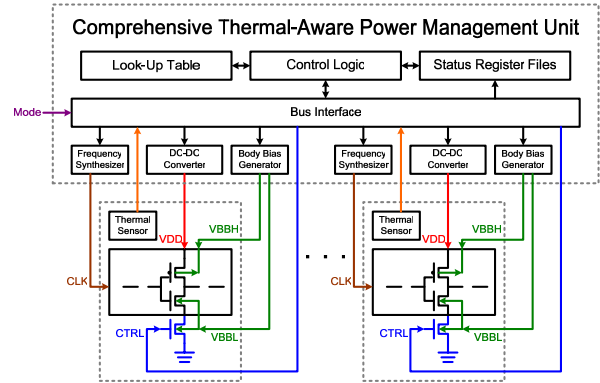 Comprehensive Thermal-Aware Power Management Unit
Look-Up Table
Control Logic
Status Register Files
Mode
Bus Interface
Frequency
Synthesizer
DC-DC
Converter
Body Bias
Generator
Frequency
Synthesizer
DC-DC
Converter
Body Bias
Generator
Thermal
Sensor
VDD
VBBH
CLK
CTRL
VBBL
. . .
Thermal
Sensor
VDD
VBBH
CLK
CTRL
VBBL